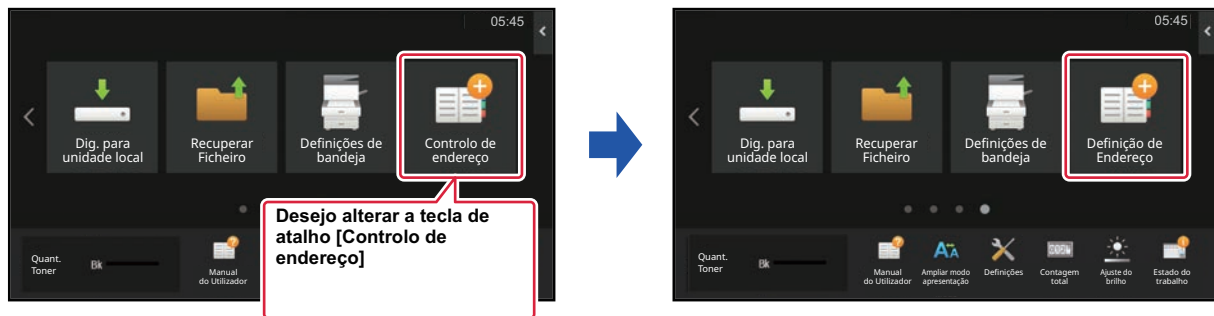 05:45
Dig. para
unidade local
Recuperar
Ficheiro
Definições de
bandeja
Controlo de
endereço
Desejo alterar a tecla de
atalho [Controlo de
endereço]
Quant.
Toner
Bk
Manual
do Utilizador
05:45
Dig. para
unidade local
Recuperar
Ficheiro
Definições de
bandeja
Definição de
Endereço
Quant.
Toner
Bk
Manual
do Utilizador
Ampliar modo
apresentação
Definições
Contagem
total
Ajuste do
brilho
Estado do
trabalho